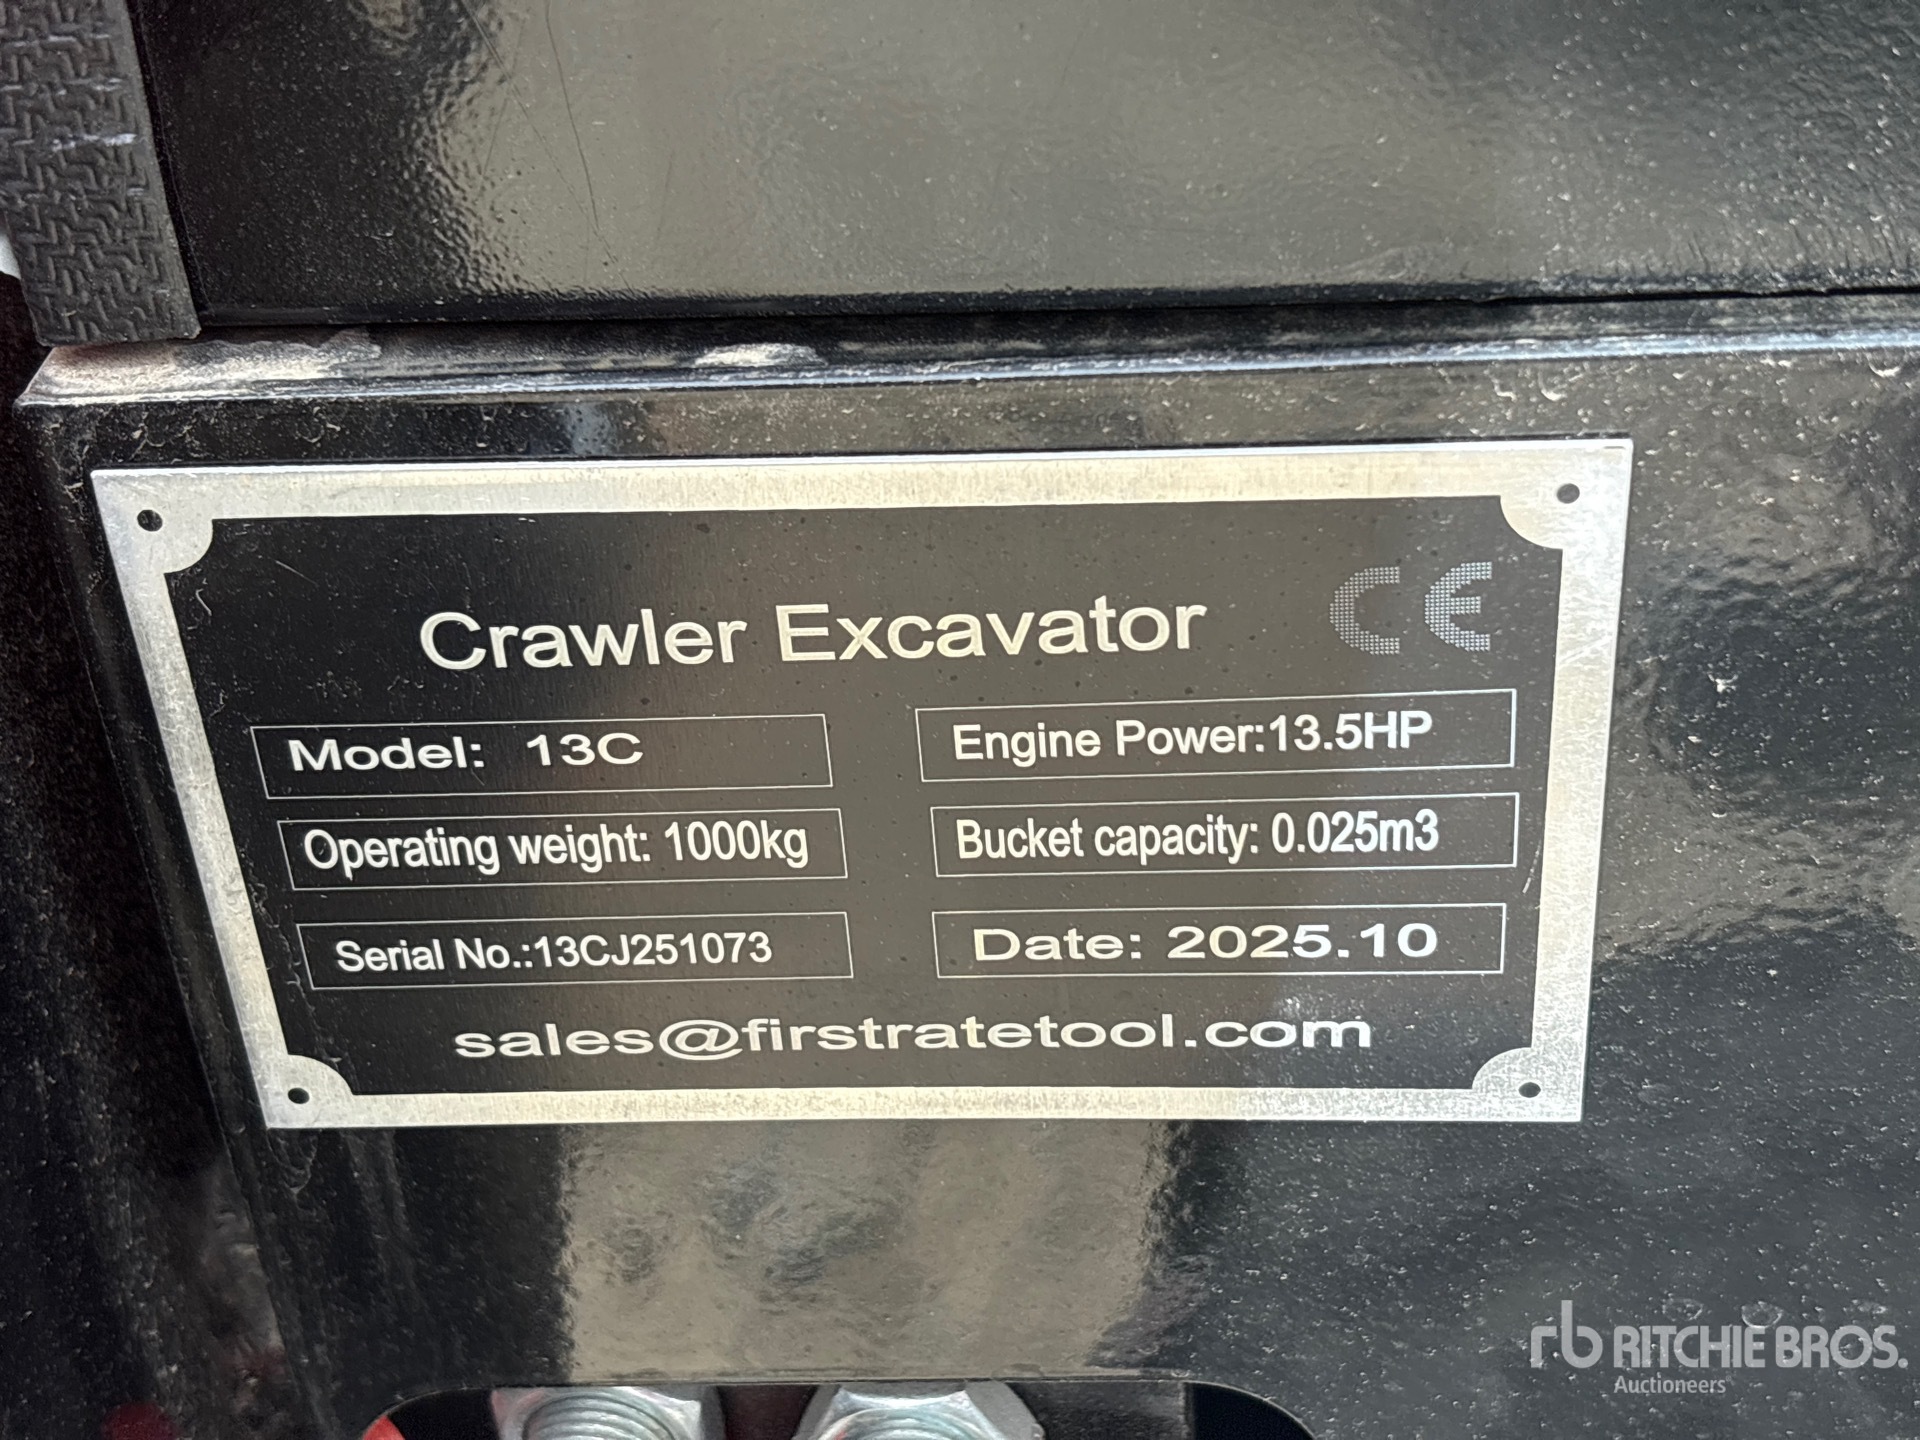 Crawler Excavator CE
Model: 13C
Engine Power:13.5HP
Operating weight: 1000kg
Bucket capacity: 0.025m3
Serial No.:13CJ251073
Date: 2025.10
sales@firstratetool.com
rb RITCHIE BROS.
Auctioneers